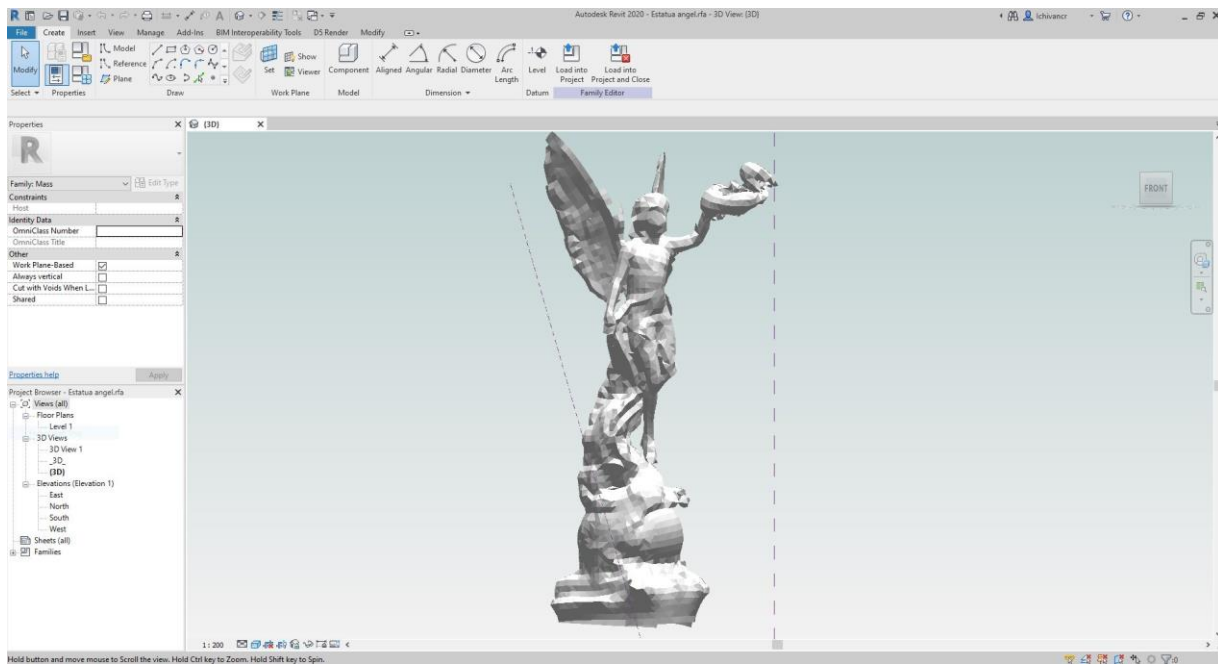 Autodesk Revit 2020 - Estatua angel.rfa - 3D View: {3D}
lchivancr
File Create Insert View Manage Add-Ins BIM Interoperability Tools D5 Render Modify
Modify
Model
Reference
Plane
Set
Show
Viewer
Component
Aligned Angular Radial Diameter Arc Length
Level
Load into Project
Load into Project and Close
Select Properties Draw Work Plane Model Dimension Datum Family Editor
Properties
{3D}
R
Family: Mass
Edit Type
Constraints
Host
Identity Data
OmniClass Number
OmniClass Title
Other
Work Plane-Based
Always vertical
Cut with Voids When L...
Shared
Properties help
Apply
Project Browser - Estatua angel.rfa
Views (all)
Floor Plans
Level 1
3D Views
3D View 1
_3D_
{3D}
Elevations (Elevation 1)
East
North
South
West
Sheets (all)
Families
FRONT
1 : 200
Hold button and move mouse to Scroll the view. Hold Ctrl key to Zoom. Hold Shift key to Spin.
:0